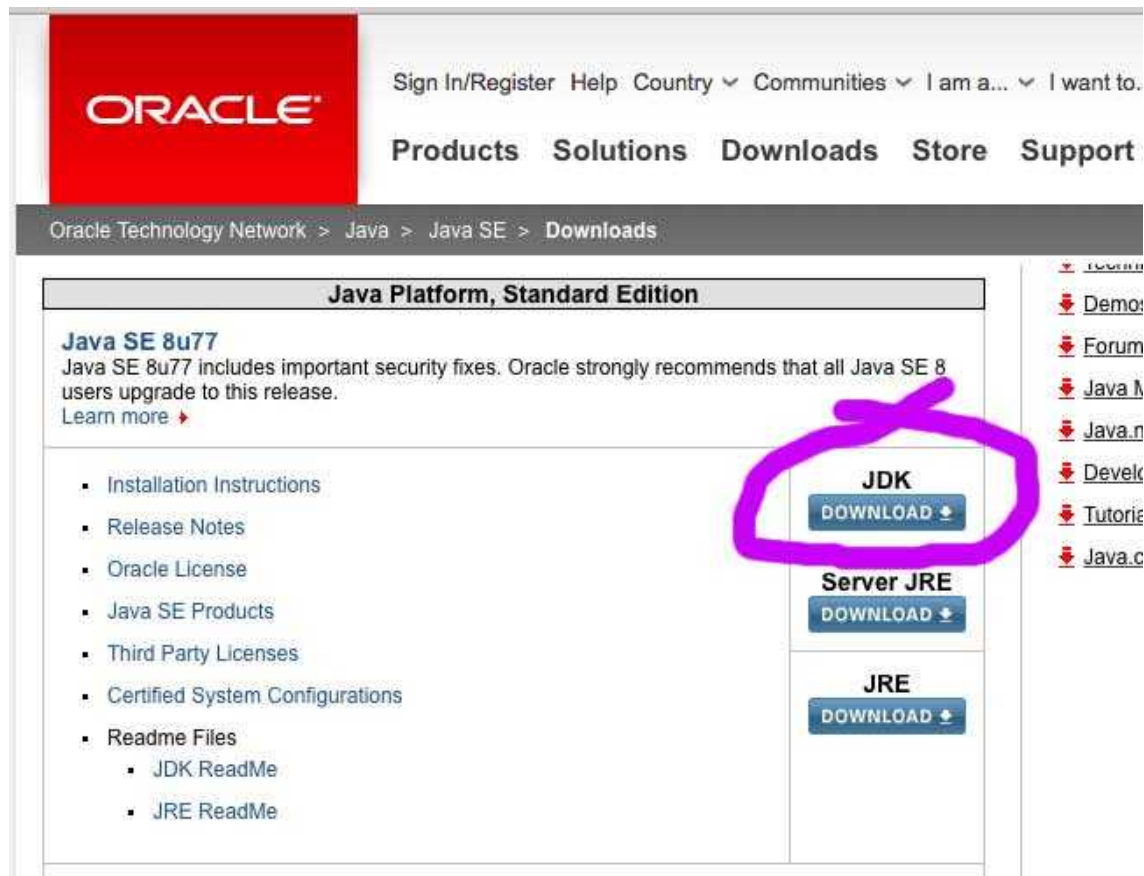 ORACLE
Sign In/Register Help Country Communities I am a... I want to.
Products Solutions Downloads Store Support
Oracle Technology Network > Java > Java SE > Downloads
Java Platform, Standard Edition
Java SE 8u77
Java SE 8u77 includes important security fixes. Oracle strongly recommends that all Java SE 8
users upgrade to this release.
Learn more
Installation Instructions
Release Notes
Oracle License
Java SE Products
Third Party Licenses
Certified System Configurations
Readme Files
JDK ReadMe
JRE ReadMe
JDK
DOWNLOAD
Server JRE
DOWNLOAD
JRE
DOWNLOAD
Demos
Forum
Java M
Java.n
Develo
Tutoria
Java.c